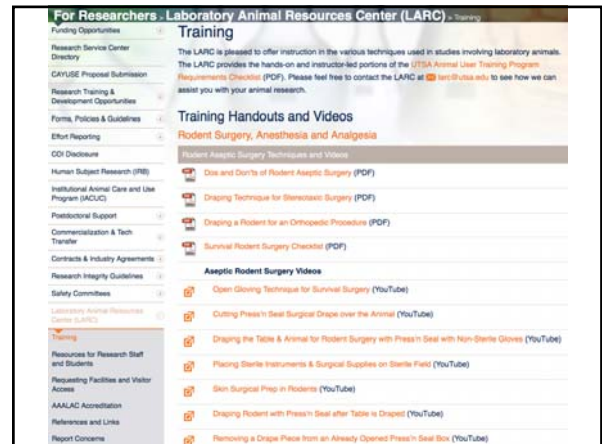 For Researchers » Laboratory Animal Resources Center (LARC) » Training
Funding Opportunities
Research Service Center
Directory
CAYUSE Proposal Submission
Research Training &
Development Opportunities
Forms, Policies & Guidelines
Effort Reporting
COI Disclosure
Human Subject Research (IRB)
Institutional Animal Care and Use
Program (IACUC)
Postdoctoral Support
Commercialization & Tech
Transfer
Contracts & Industry Agreements
Research Integrity Guidelines
Safety Committees
Laboratory Animal Resources
Center (LARC)
Training
Resources for Research Staff
and Students
Requesting Facilities and Visitor
Access
AAALAC Accreditation
References and Links
Report Concerns
Training
The LARC is pleased to offer instruction in the various techniques used in studies involving laboratory animals.
The LARC provides the hands-on and instructor-led portions of the UTSA Animal User Training Program
Requirements Checklist (PDF). Please feel free to contact the LARC at larc@utsa.edu to see how we can
assist you with your animal research.
Training Handouts and Videos
Rodent Surgery, Anesthesia and Analgesia
Rodent Aseptic Surgery Techniques and Videos
Dos and Don'ts of Rodent Aseptic Surgery (PDF)
Draping Technique for Stereotaxic Surgery (PDF)
Draping a Rodent for an Orthopedic Procedure (PDF)
Survival Rodent Surgery Checklist (PDF)
Aseptic Rodent Surgery Videos
Open Gloving Technique for Survival Surgery (YouTube)
Cutting Press'n Seal Surgical Drape over the Animal (YouTube)
Draping the Table & Animal for Rodent Surgery with Press'n Seal with Non-Sterile Gloves (YouTube)
Placing Sterile Instruments & Surgical Supplies on Sterile Field (YouTube)
Skin Surgical Prep in Rodents (YouTube)
Draping Rodent with Press'n Seal after Table is Draped (YouTube)
Removing a Drape Piece from an Already Opened Press'n Seal Box (YouTube)